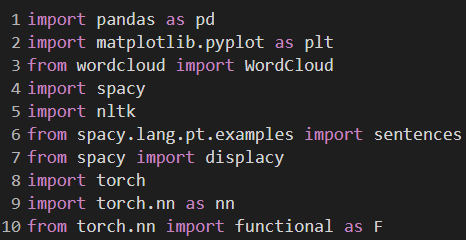 1 import pandas as pd
2 import matplotlib.pyplot as plt
3 from wordcloud import WordCloud
4 import spacy
5 import nltk
6 from spacy.lang.pt.examples import sentences
7 from spacy import displacy
8 import torch
9 import torch.nn as nn
10 from torch.nn import functional as F